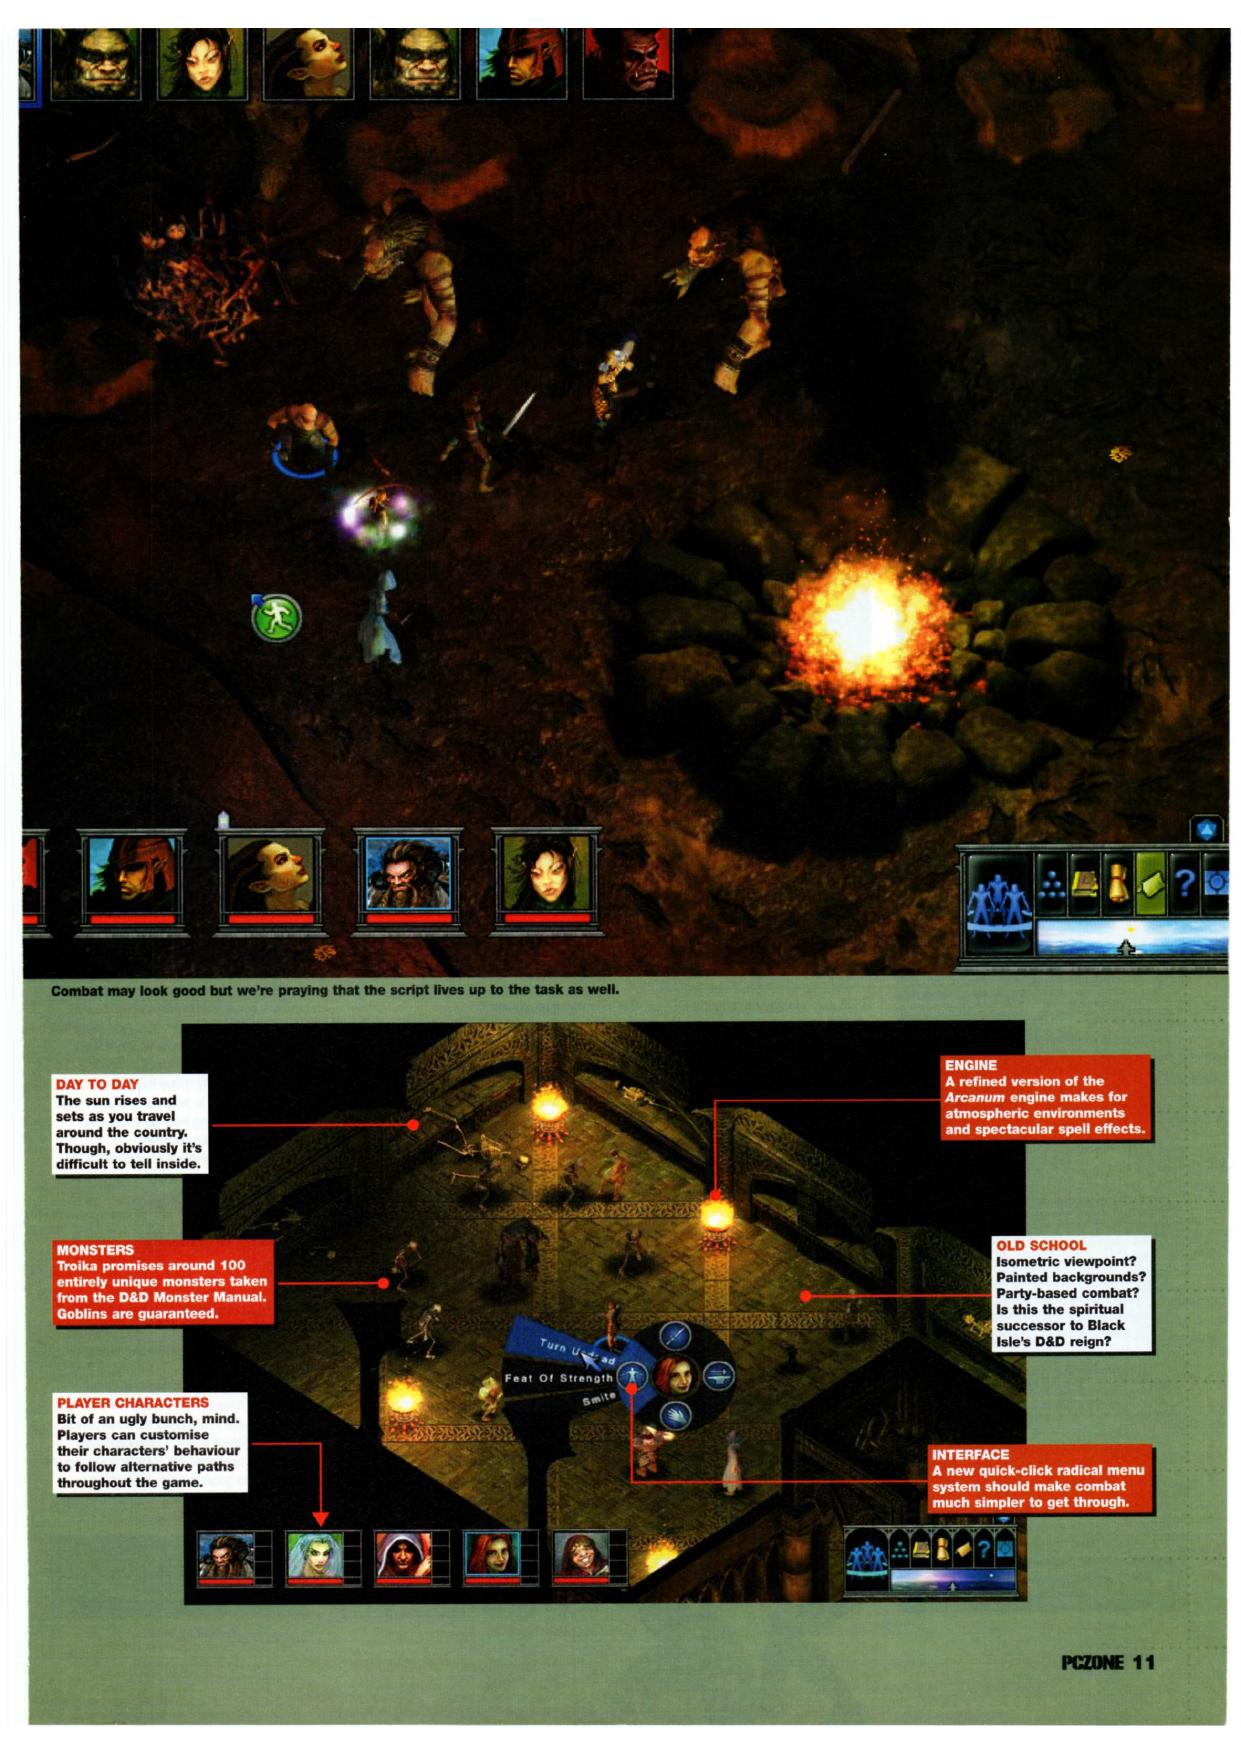 Combat may look good but we're praying that the script lives up to the task as well.
DAY TO DAY
The sun rises and
sets as you travel
around the country.
Though, obviously it's
difficult to tell inside.
ENGINE
A refined version of the
Arcanum engine makes for
atmospheric environments
and spectacular spell effects.
MONSTERS
Troika promises around 100
entirely unique monsters taken
from the D&D Monster Manual.
Goblins are guaranteed.
OLD SCHOOL
Isometric viewpoint?
Painted backgrounds?
Party-based combat?
Is this the spiritual
successor to Black
Isle's D&D reign?
Turn Undead
Feat Of Strength
Smite
PLAYER CHARACTERS
Bit of an ugly bunch, mind.
Players can customise
their characters' behaviour
to follow alternative paths
throughout the game.
INTERFACE
A new quick-click radical menu
system should make combat
much simpler to get through.
?
?
PCZONE 11